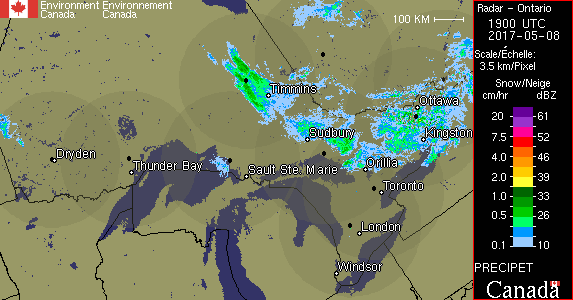 Environment Environnement
Canada Canada
100 KM
Radar - Ontario
1900 UTC
2017-05-08
Scale/Échelle:
3.5 km/Pixel
Snow/Neige
cm/hr dBZ
20 61
7.5 52
4.0 46
2.0 39
1.0 33
0.5 26
0.2 18
0.1 10
PRECIPET
Canada
Timmins
Ottawa
Sudbury
Kingston
Dryden
Thunder Bay
Sault Ste. Marie
Orillia
Toronto
London
Windsor